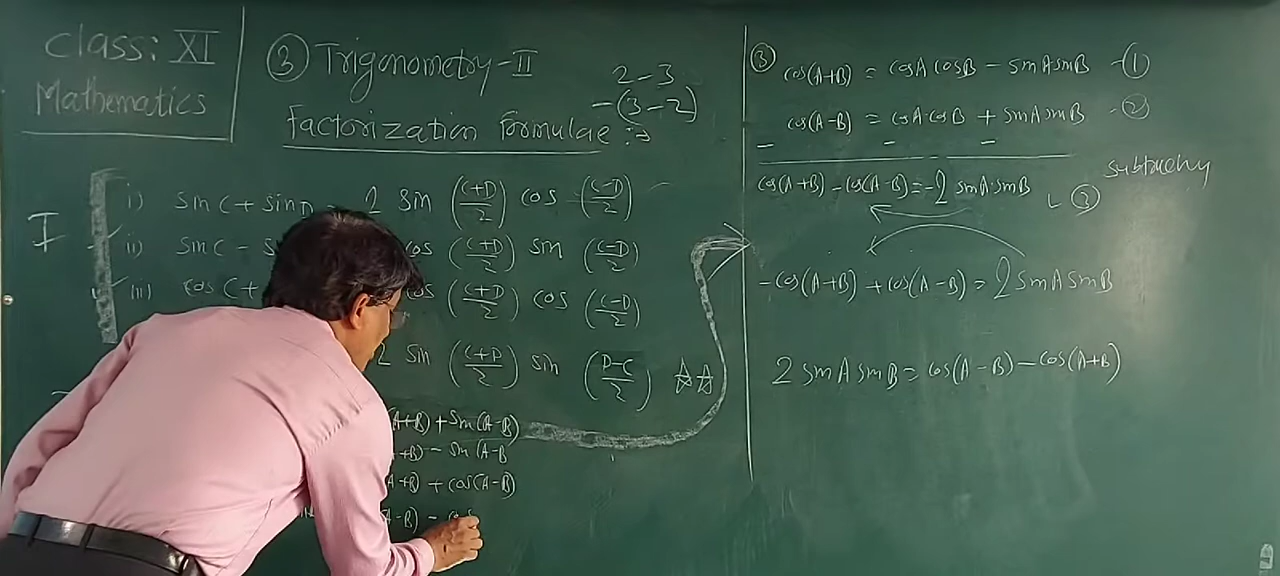 Class: XI
Mathematics
③ Trigonometry-II
2-3
-(3-2)
Factorization Formulae :→
I
i) sinC + sinD = 2 sin (C+D/2) cos (C-D/2)
ii) sinC - s cos (C+D/2) sin (C-D/2)
iii) cos C + cos (C+D/2) cos (C-D/2)
2 sin (C+D/2) sin (D-C/2) ☆☆
(A+B) + sin(A-B)
+B) - sin (A-B
(A+B) + cos(A-B)
A-B) - cos
③ cos(A+B) = cosA cosB - sinA sinB -①
cos(A-B) = cosA cosB + sinA sinB -②
- - -
subtracting
cos(A+B) - cos(A-B) = -2 sinA·sinB ③
-cos(A+B) + cos(A-B) = 2 sinA sinB
2 sinA sinB = cos(A-B) - cos(A+B)